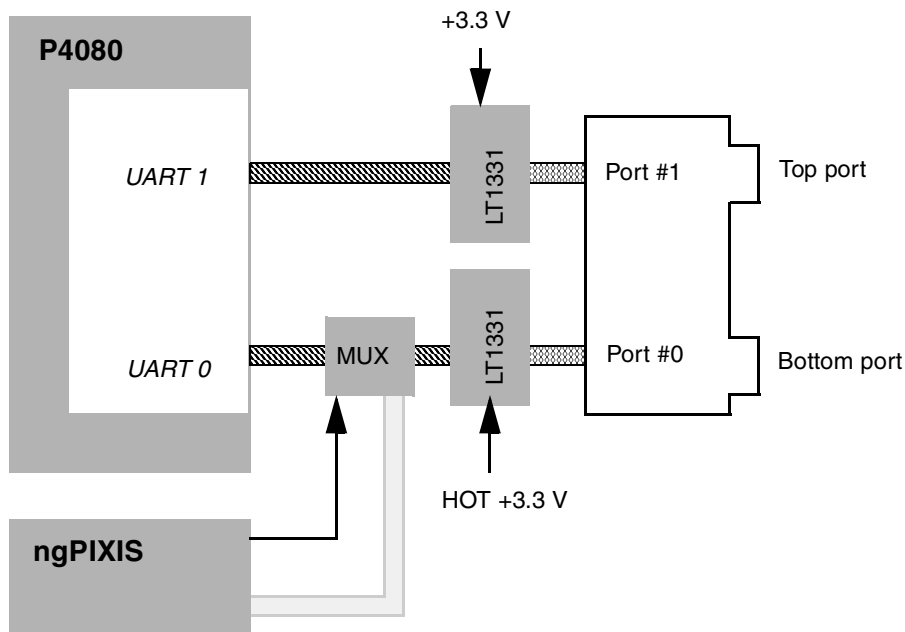 +3.3 V
P4080
UART 1
LT1331
Port #1
Top port
UART 0
MUX
LT1331
Port #0
Bottom port
HOT +3.3 V
ngPIXIS